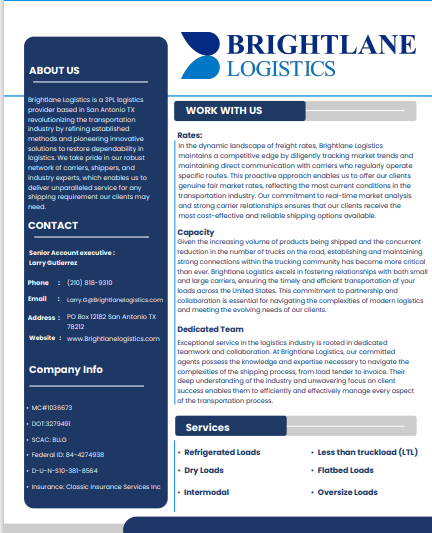 BRIGHTLANE
LOGISTICS
ABOUT US
Brightlane Logistics is a 3PL logistics
provider based in San Antonio TX
revolutionizing the transportation
industry by refining established
methods and pioneering innovative
solutions to restore dependability in
logistics. We take pride in our robust
network of carriers, shippers, and
industry experts, which enables us to
deliver unparalleled service for any
shipping requirement our clients may
need.
CONTACT
Senior Account executive :
Larry Gutierrez
Phone : (210) 818-9310
Email : Larry.G@Brightlanelogistics.com
Address : PO Box 12182 San Antonio TX
78212
Website : www.Brightlanelogistics.com
Company Info
• MC#1036673
• DOT:3279491
• SCAC: BLLG
• Federal ID: 84-4274938
• D-U-N-S10-381-8564
• Insurance: Classic Insurance Services Inc
WORK WITH US
Rates:
In the dynamic landscape of freight rates, Brightlane Logistics
maintains a competitive edge by diligently tracking market trends and
maintaining direct communication with carriers who regularly operate
specific routes. This proactive approach enables us to offer our clients
genuine fair market rates, reflecting the most current conditions in the
transportation industry. Our commitment to real-time market analysis
and strong carrier relationships ensures that our clients receive the
most cost-effective and reliable shipping options available.
Capacity
Given the increasing volume of products being shipped and the concurrent
reduction in the number of trucks on the road, establishing and maintaining
strong connections within the trucking community has become more critical
than ever. Brightlane Logistics excels in fostering relationships with both small
and large carriers, ensuring the timely and efficient transportation of your
loads across the United States. This commitment to partnership and
collaboration is essential for navigating the complexities of modern logistics
and meeting the evolving needs of our clients.
Dedicated Team
Exceptional service in the logistics industry is rooted in dedicated
teamwork and collaboration. At Brightlane Logistics, our committed
agents possess the knowledge and expertise necessary to navigate the
complexities of the shipping process, from load tender to invoice. Their
deep understanding of the industry and unwavering focus on client
success enables them to efficiently and effectively manage every aspect
of the transportation process.
Services
• Refrigerated Loads
• Less than truckload (LTL)
• Dry Loads
• Flatbed Loads
• Intermodal
• Oversize Loads